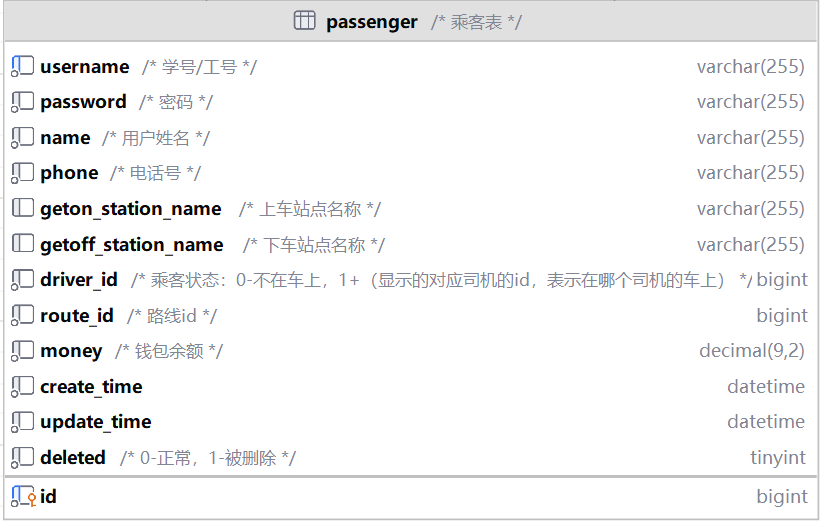 passenger /* 乘客表 */
username /* 学号/工号 */ varchar(255)
password /* 密码 */ varchar(255)
name /* 用户姓名 */ varchar(255)
phone /* 电话号 */ varchar(255)
geton_station_name /* 上车站点名称 */ varchar(255)
getoff_station_name /* 下车站点名称 */ varchar(255)
driver_id /* 乘客状态：0-不在车上，1+（显示的对应司机的id，表示在哪个司机的车上） */ bigint
route_id /* 路线id */ bigint
money /* 钱包余额 */ decimal(9,2)
create_time datetime
update_time datetime
deleted /* 0-正常，1-被删除 */ tinyint
id bigint